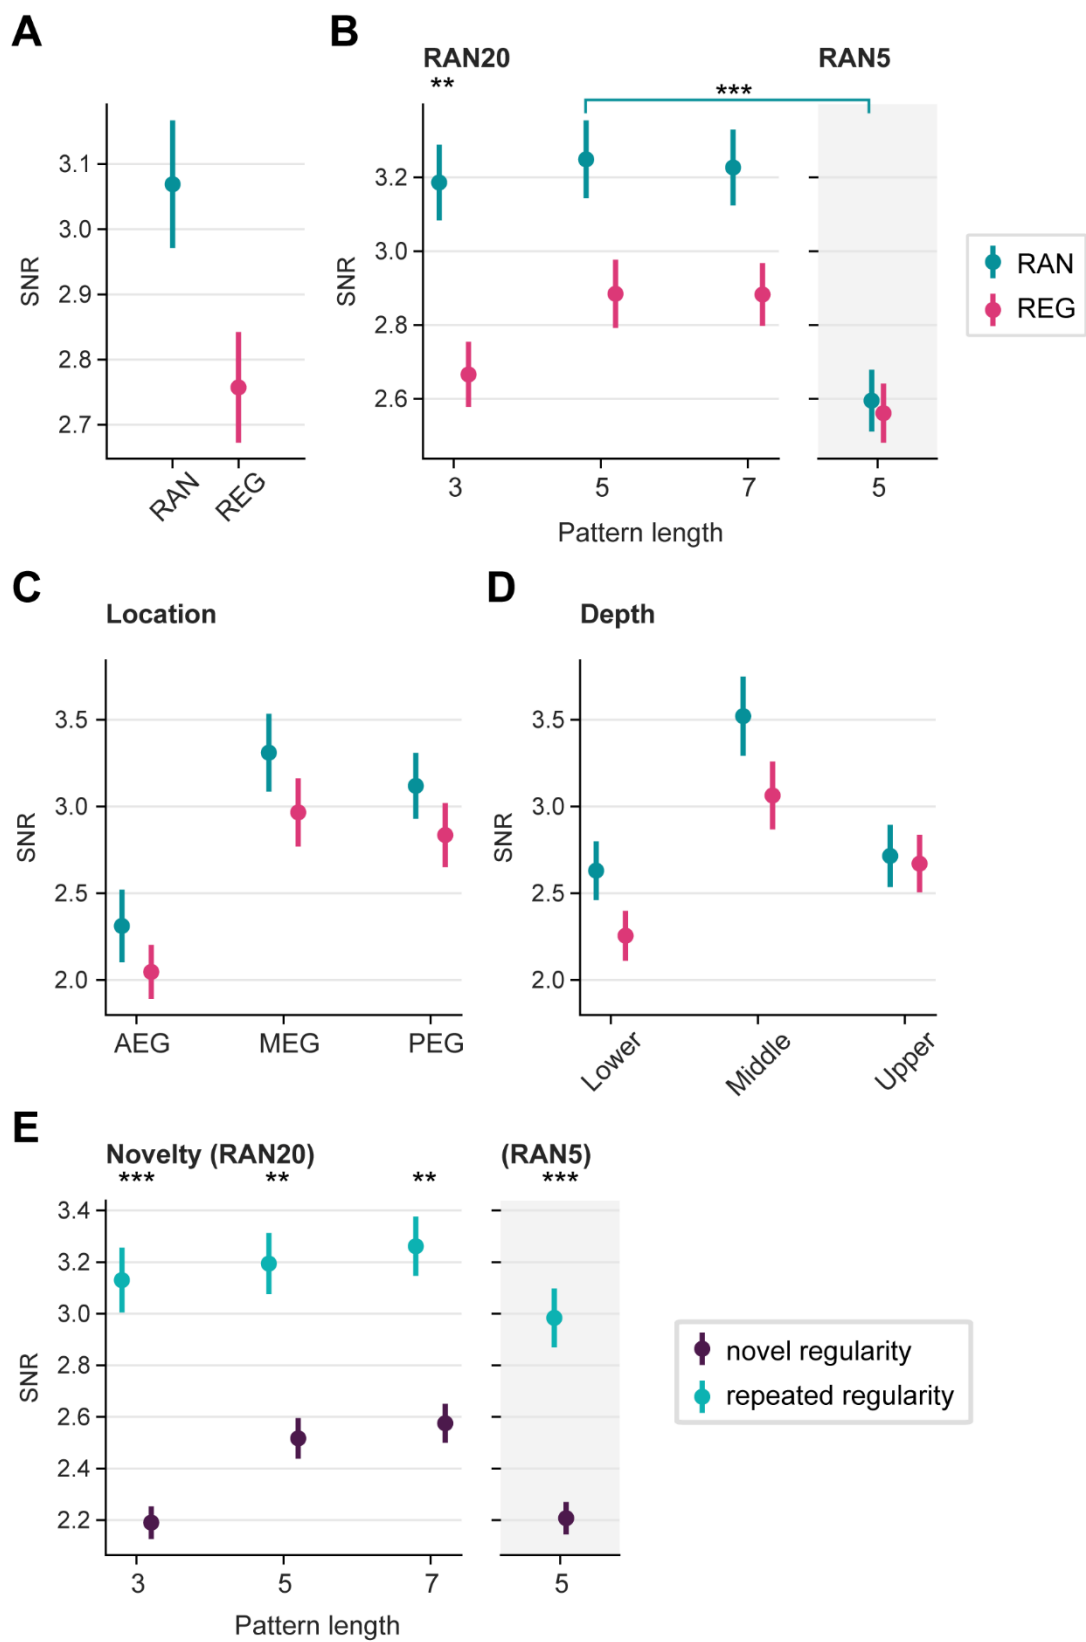 A
B
RAN20
RAN5
**
***
3.1
3.0
2.9
2.8
2.7
SNR
RAN
REG
3.2
3.0
2.8
2.6
SNR
3
5
7
5
Pattern length
RAN
REG
C
D
Location
Depth
3.5
3.0
2.5
2.0
SNR
AEG
MEG
PEG
3.5
3.0
2.5
2.0
SNR
Lower
Middle
Upper
E
Novelty (RAN20)
(RAN5)
***
**
**
***
3.4
3.2
3.0
2.8
2.6
2.4
2.2
SNR
3
5
7
5
Pattern length
novel regularity
repeated regularity